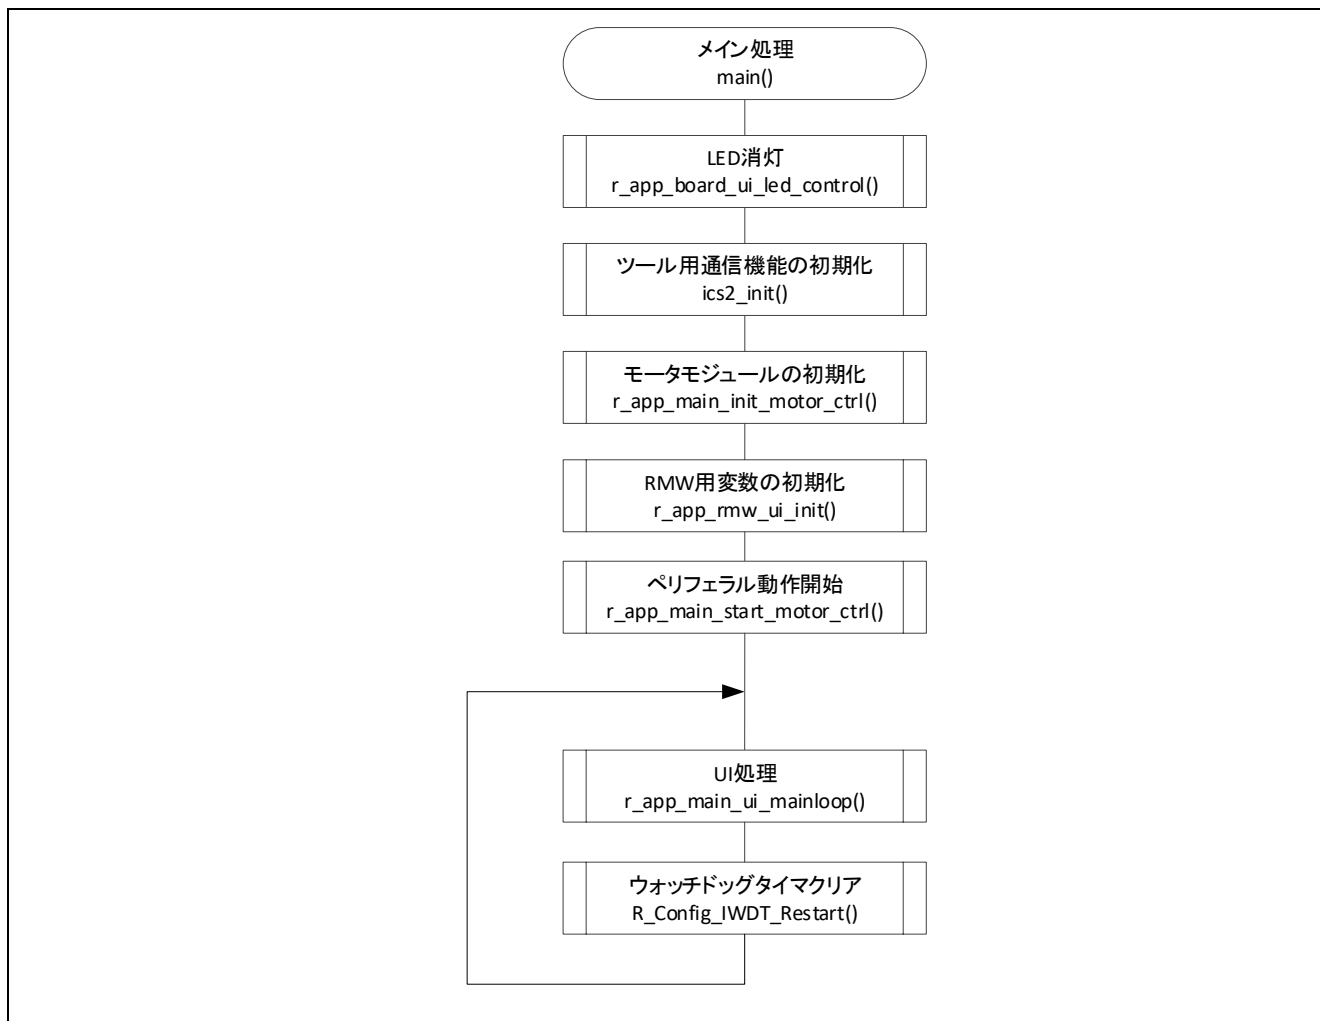 メイン処理
main()
LED消灯
r_app_board_ui_led_control()
ツール用通信機能の初期化
ics2_init()
モータモジュールの初期化
r_app_main_init_motor_ctrl()
RMW用変数の初期化
r_app_rmw_ui_init()
ペリフェラル動作開始
r_app_main_start_motor_ctrl()
UI処理
r_app_main_ui_mainloop()
ウォッチドッグタイマクリア
R_Config_IWDT_Restart()